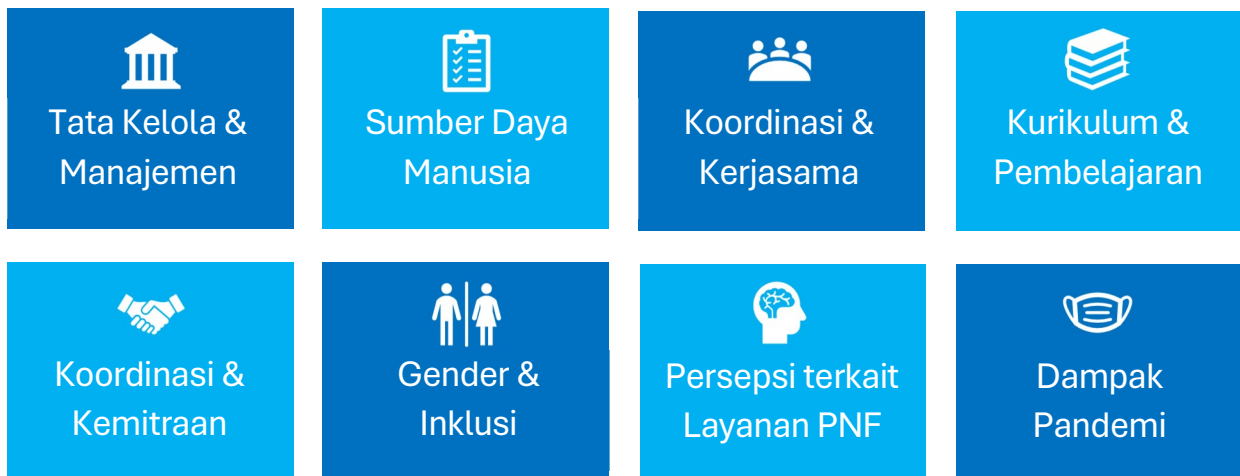 Tata Kelola &
Manajemen
Sumber Daya
Manusia
Koordinasi &
Kerjasama
Kurikulum &
Pembelajaran
Koordinasi &
Kemitraan
Gender &
Inklusi
Persepsi terkait
Layanan PNF
Dampak
Pandemi